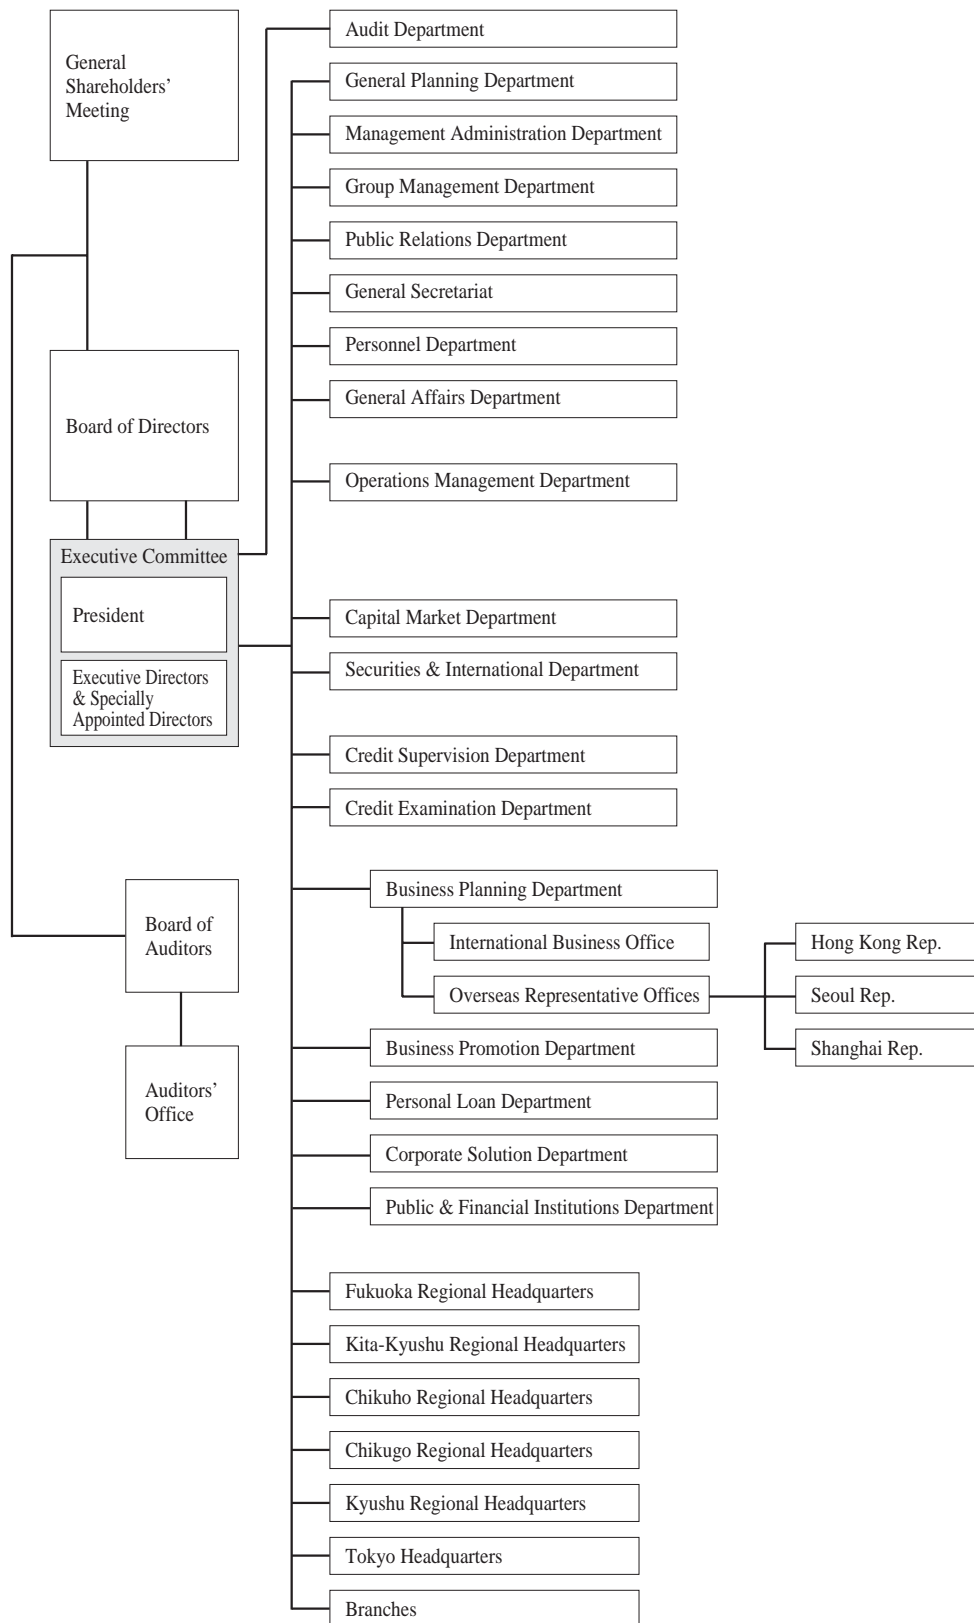 General
Shareholders’
Meeting
Board of Directors
Executive Committee
President
Executive Directors
& Specially
Appointed Directors
Board of
Auditors
Auditors’
Office
Audit Department
General Planning Department
Management Administration Department
Group Management Department
Public Relations Department
General Secretariat
Personnel Department
General Affairs Department
Operations Management Department
Capital Market Department
Securities & International Department
Credit Supervision Department
Credit Examination Department
Business Planning Department
International Business Office
Overseas Representative Offices
Hong Kong Rep.
Seoul Rep.
Shanghai Rep.
Business Promotion Department
Personal Loan Department
Corporate Solution Department
Public & Financial Institutions Department
Fukuoka Regional Headquarters
Kita-Kyushu Regional Headquarters
Chikuho Regional Headquarters
Chikugo Regional Headquarters
Kyushu Regional Headquarters
Tokyo Headquarters
Branches